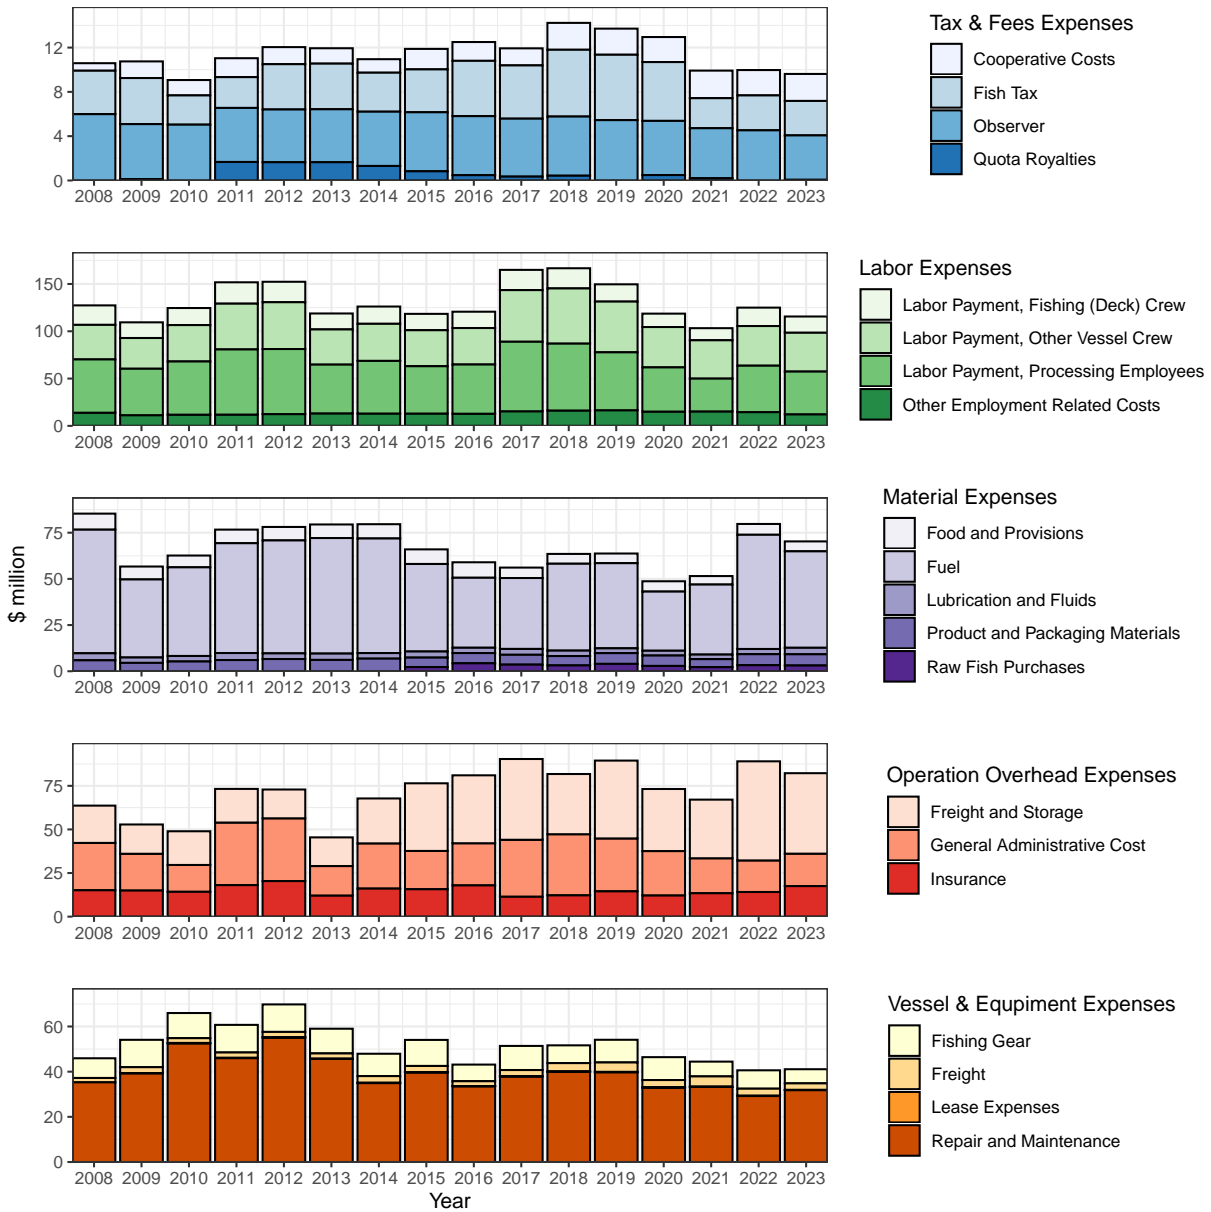 Tax & Fees Expenses
Cooperative Costs
Fish Tax
Observer
Quota Royalties
12
8
4
0
2008 2009 2010 2011 2012 2013 2014 2015 2016 2017 2018 2019 2020 2021 2022 2023
Labor Expenses
Labor Payment, Fishing (Deck) Crew
Labor Payment, Other Vessel Crew
Labor Payment, Processing Employees
Other Employment Related Costs
150
100
50
0
2008 2009 2010 2011 2012 2013 2014 2015 2016 2017 2018 2019 2020 2021 2022 2023
$ million
Material Expenses
Food and Provisions
Fuel
Lubrication and Fluids
Product and Packaging Materials
Raw Fish Purchases
75
50
25
0
2008 2009 2010 2011 2012 2013 2014 2015 2016 2017 2018 2019 2020 2021 2022 2023
Operation Overhead Expenses
Freight and Storage
General Administrative Cost
Insurance
75
50
25
0
2008 2009 2010 2011 2012 2013 2014 2015 2016 2017 2018 2019 2020 2021 2022 2023
Vessel & Equpiment Expenses
Fishing Gear
Freight
Lease Expenses
Repair and Maintenance
60
40
20
0
2008 2009 2010 2011 2012 2013 2014 2015 2016 2017 2018 2019 2020 2021 2022 2023
Year